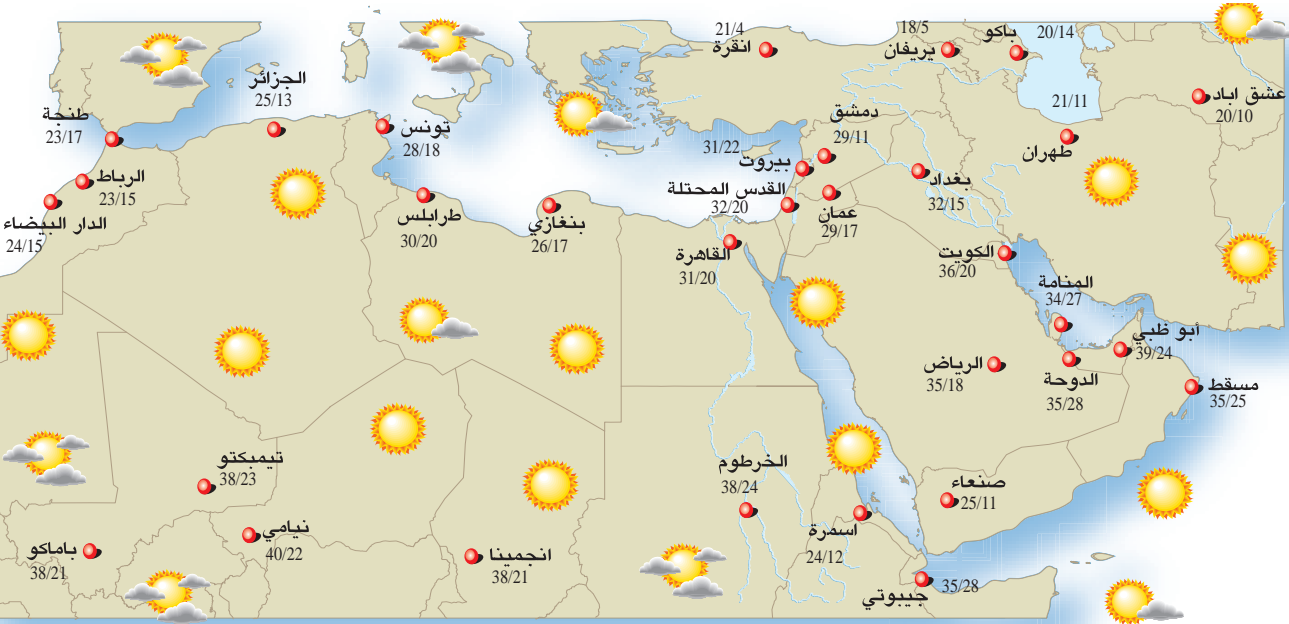 21/4
انقرة
18/5
يريفان
باكو
20/14
عشق اباد
20/10
21/11
طهران
الجزائر
25/13
طنجة
23/17
تونس
28/18
دمشق
29/11
31/22
بيروت
الرباط
23/15
الدار البيضاء
24/15
طرابلس
30/20
بنغازي
26/17
القدس المحتلة
32/20
عمان
29/17
بغداد
32/15
القاهرة
31/20
الكويت
36/20
المنامة
34/27
أبو ظبي
39/24
الرياض
35/18
الدوحة
35/28
مسقط
35/25
تيمبكتو
38/23
الخرطوم
38/24
صنعاء
25/11
نيامي
40/22
باماكو
38/21
انجمينا
38/21
اسمرة
24/12
جيبوتي
35/28